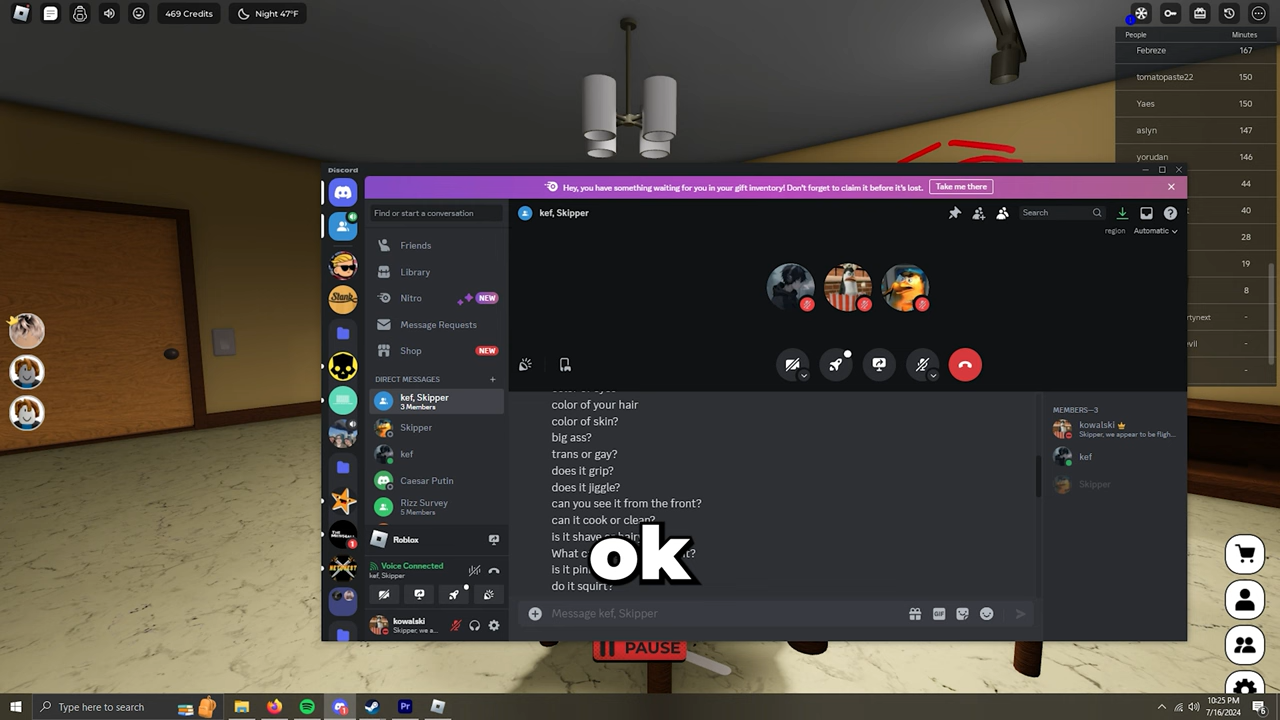 469 Credits
Night 47°F
People Minutes
Febreze 167
tomatopaste22 150
Yaes 150
aslyn 147
yorudan 146
44
40
28
19
8
Discord
Hey, you have something waiting for you in your gift inventory! Don't forget to claim it before it's lost.
Take me there
Find or start a conversation
kef, Skipper
Search
region Automatic
Friends
Library
Nitro NEW
Message Requests
Shop NEW
DIRECT MESSAGES
kef, Skipper
3 Members
Skipper
kef
Caesar Putin
Rizz Survey
5 Members
Roblox
Voice Connected
kef, Skipper
kowalski
Skipper, we a...
color of your hair
color of skin?
big ass?
trans or gay?
does it grip?
does it jiggle?
can you see it from the front?
can it cook or clean?
is it shave
What
Is it
do it squirt?
ok
Message kef, Skipper
GIF
MEMBERS—3
kowalski
Skipper, we appear to be fligh...
kef
Skipper
PAUSE
Type here to search
Pr
10:25 PM
7/16/2024
6